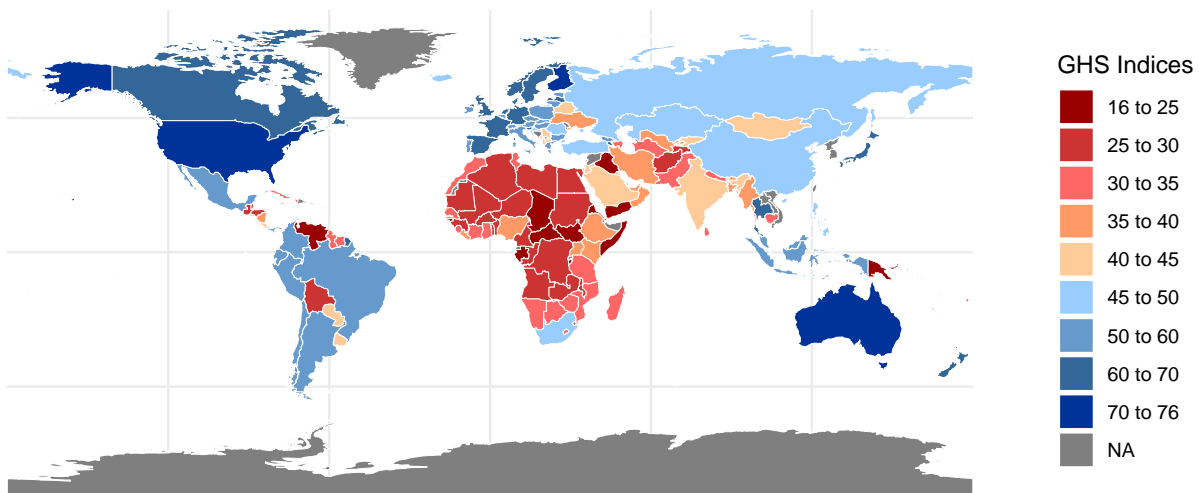 GHS Indices
16 to 25
25 to 30
30 to 35
35 to 40
40 to 45
45 to 50
50 to 60
60 to 70
70 to 76
NA